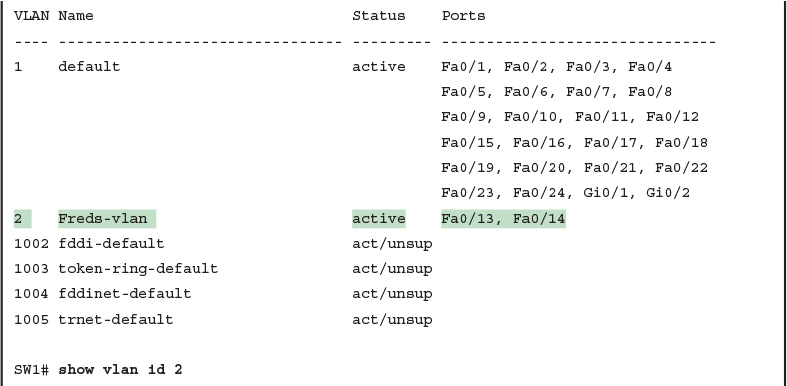 VLAN Name                             Status    Ports
---- -------------------------------- --------- -------------------------------
1    default                          active    Fa0/1, Fa0/2, Fa0/3, Fa0/4
                                                Fa0/5, Fa0/6, Fa0/7, Fa0/8
                                                Fa0/9, Fa0/10, Fa0/11, Fa0/12
                                                Fa0/15, Fa0/16, Fa0/17, Fa0/18
                                                Fa0/19, Fa0/20, Fa0/21, Fa0/22
                                                Fa0/23, Fa0/24, Gi0/1, Gi0/2
2    Freds-vlan                       active    Fa0/13, Fa0/14
1002 fddi-default                     act/unsup
1003 token-ring-default               act/unsup
1004 fddinet-default                  act/unsup
1005 trnet-default                    act/unsup
SW1# show vlan id 2